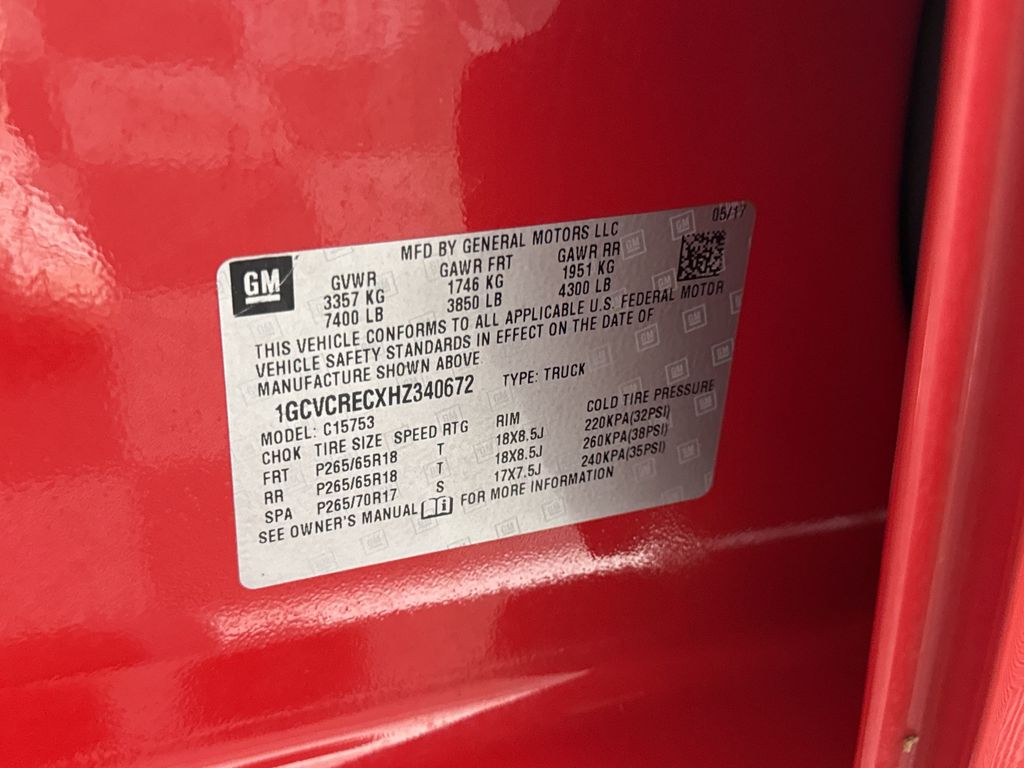 05/17
MFD BY GENERAL MOTORS LLC
GM
GVWR GAWR FRT GAWR RR
3357 KG 1746 KG 1951 KG
7400 LB 3850 LB 4300 LB
THIS VEHICLE CONFORMS TO ALL APPLICABLE U.S. FEDERAL MOTOR
VEHICLE SAFETY STANDARDS IN EFFECT ON THE DATE OF
MANUFACTURE SHOWN ABOVE
1GCVCRECXHZ340672 TYPE: TRUCK
MODEL: C15753
CHOK TIRE SIZE SPEED RTG RIM COLD TIRE PRESSURE
FRT P265/65R18 T 18X8.5J 220KPA(32PSI)
RR P265/65R18 T 18X8.5J 260KPA(38PSI)
SPA P265/70R17 S 17X7.5J 240KPA(35PSI)
SEE OWNER'S MANUAL i FOR MORE INFORMATION